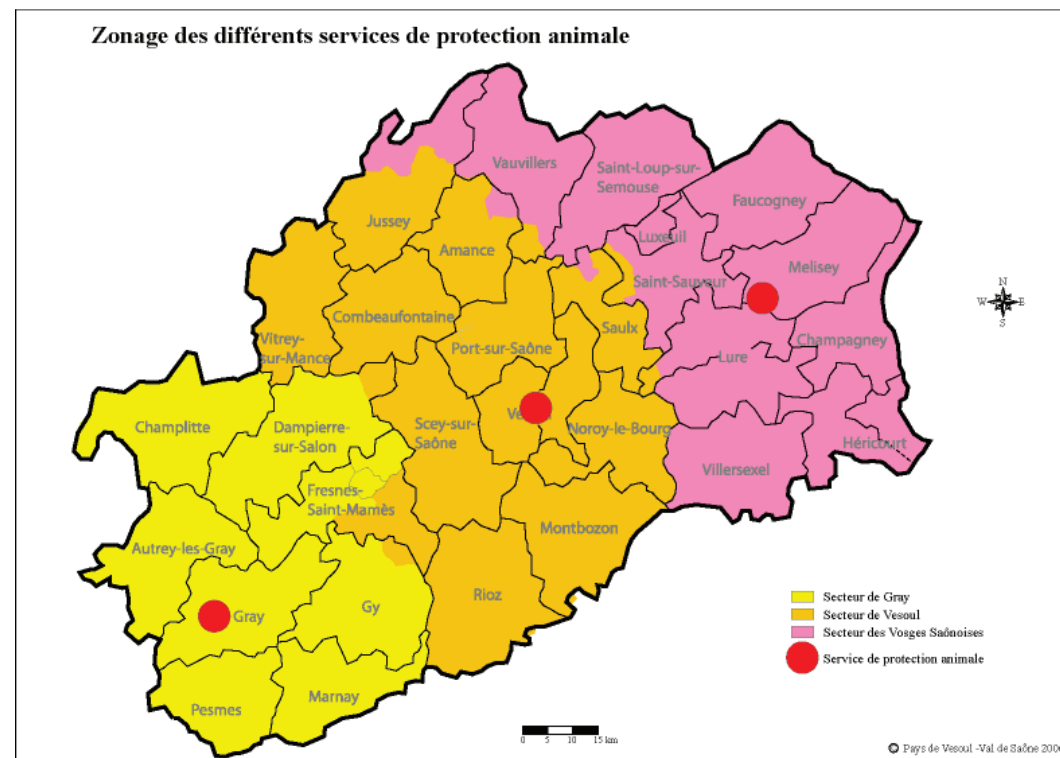 Zonage des différents services de protection animale
Vauvillers
Saint-Loup-sur-
Semouse
Faucogney
Jussey
Luxeuil
Amance
Melisey
Saint-Sauveur
N
W
E
S
Combeaufontaine
Saulx
Vitrey-
sur-Mance
Port-sur-Saône
Lure
Champagney
Champlitte
Dampierre-
sur-Salon
Scey-sur-
Saône
Noroy-le-Bourg
Héricourt
Villersexel
Fresnes-
Saint-Mamès
Montbozon
Autrey-les-Gray
Rioz
Gy
Gray
Secteur de Gray
Secteur de Vesoul
Secteur des Vosges Saônoises
Service de protection animale
Marnay
Pesmes
0 5 10 15 km
© Pays de Vesoul -Val de Saône